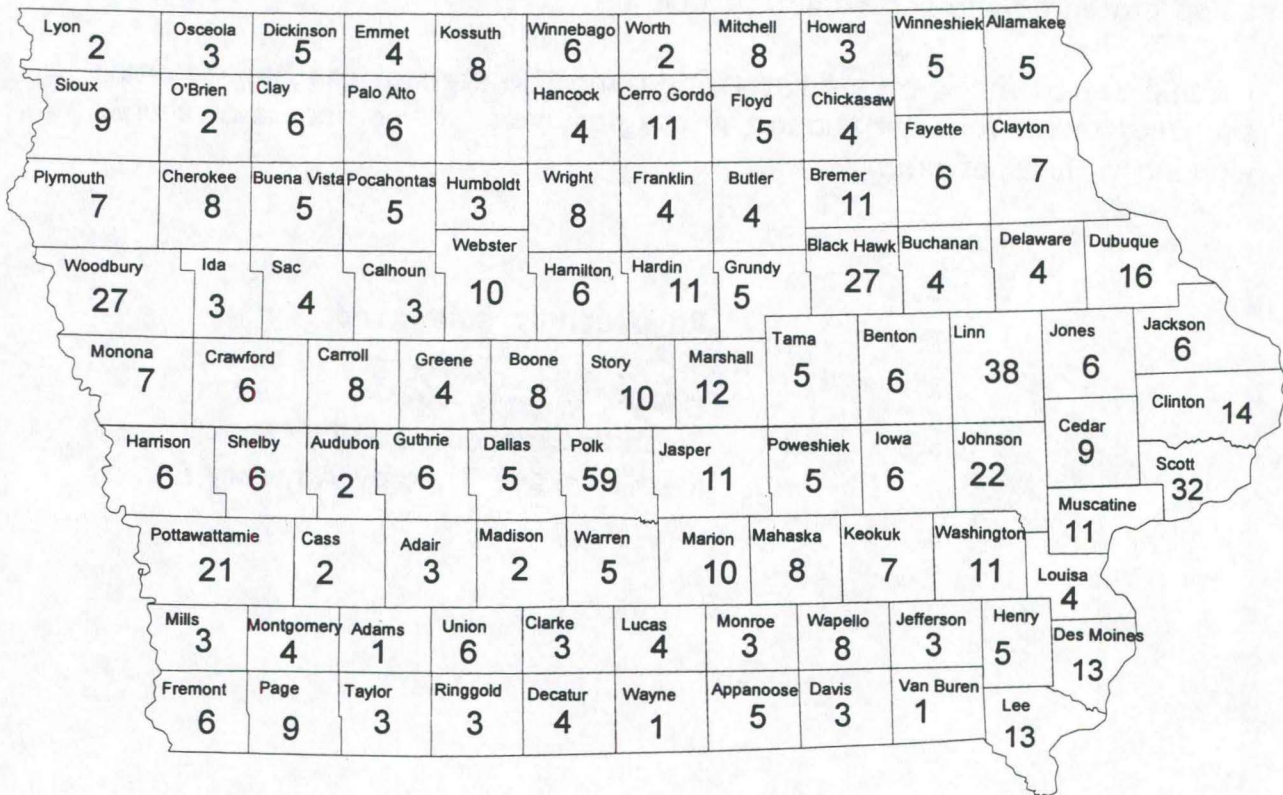 Lyon 2
Osceola 3
Dickinson 5
Emmet 4
Kossuth 8
Winnebago 6
Worth 2
Mitchell 8
Howard 3
Winneshiek 5
Allamakee 5
Sioux 9
O'Brien 2
Clay 6
Palo Alto 6
Hancock 4
Cerro Gordo 11
Floyd 5
Chickasaw 4
Fayette 6
Clayton 7
Plymouth 7
Cherokee 8
Buena Vista 5
Pocahontas 5
Humboldt 3
Wright 8
Franklin 4
Butler 4
Bremer 11
Woodbury 27
Ida 3
Sac 4
Calhoun 3
Webster 10
Hamilton 6
Hardin 11
Grundy 5
Black Hawk 27
Buchanan 4
Delaware 4
Dubuque 16
Monona 7
Crawford 6
Carroll 8
Greene 4
Boone 8
Story 10
Marshall 12
Tama 5
Benton 6
Linn 38
Jones 6
Jackson 6
Clinton 14
Harrison 6
Shelby 6
Audubon 2
Guthrie 6
Dallas 5
Polk 59
Jasper 11
Poweshiek 5
Iowa 6
Johnson 22
Cedar 9
Scott 32
Muscatine 11
Pottawattamie 21
Cass 2
Adair 3
Madison 2
Warren 5
Marion 10
Mahaska 8
Keokuk 7
Washington 11
Louisa 4
Mills 3
Montgomery 4
Adams 1
Union 6
Clarke 3
Lucas 4
Monroe 3
Wapello 8
Jefferson 3
Henry 5
Des Moines 13
Fremont 6
Page 9
Taylor 3
Ringgold 3
Decatur 4
Wayne 1
Appanoose 5
Davis 3
Van Buren 1
Lee 13